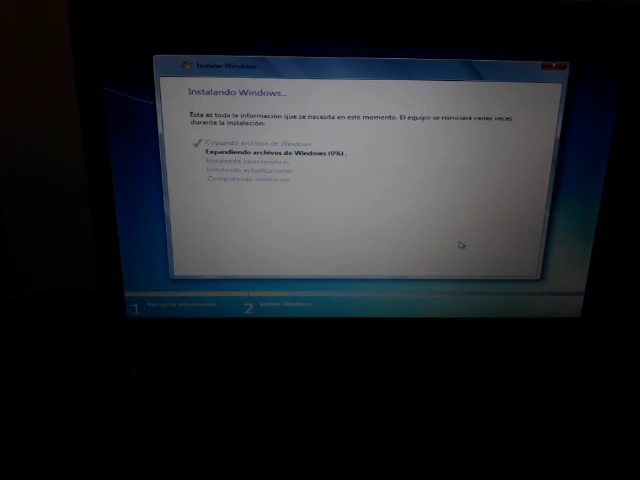 Instalar Windows
Instalando Windows...
Ésta es toda la información que se necesita en este momento. El equipo se reiniciará varias veces
durante la instalación.
Copiando archivos de Windows
Expandiendo archivos de Windows (0%) .
Instalando características
Instalando actualizaciones
Completando instalación
1 Recopilar información
2 Instalar Windows